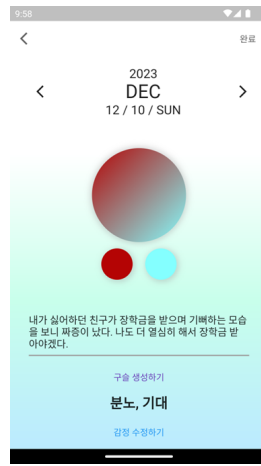 9:58
완료
2023
DEC
12 / 10 / SUN
내가 싫어하던 친구가 장학금을 받으며 기뻐하는 모습
을 보니 짜증이 났다. 나도 더 열심히 해서 장학금 받
아야겠다.
구슬 생성하기
분노, 기대
감정 수정하기